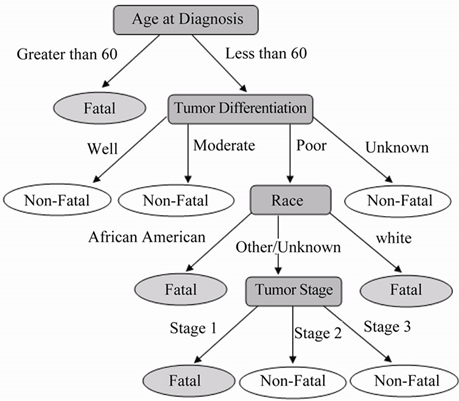 Age at Diagnosis
Greater than 60
Less than 60
Fatal
Tumor Differentiation
Well
Moderate
Poor
Unknown
Non-Fatal
Non-Fatal
Race
Non-Fatal
African American
Other/Unknown
white
Fatal
Tumor Stage
Fatal
Stage 1
Stage 2
Stage 3
Fatal
Non-Fatal
Non-Fatal